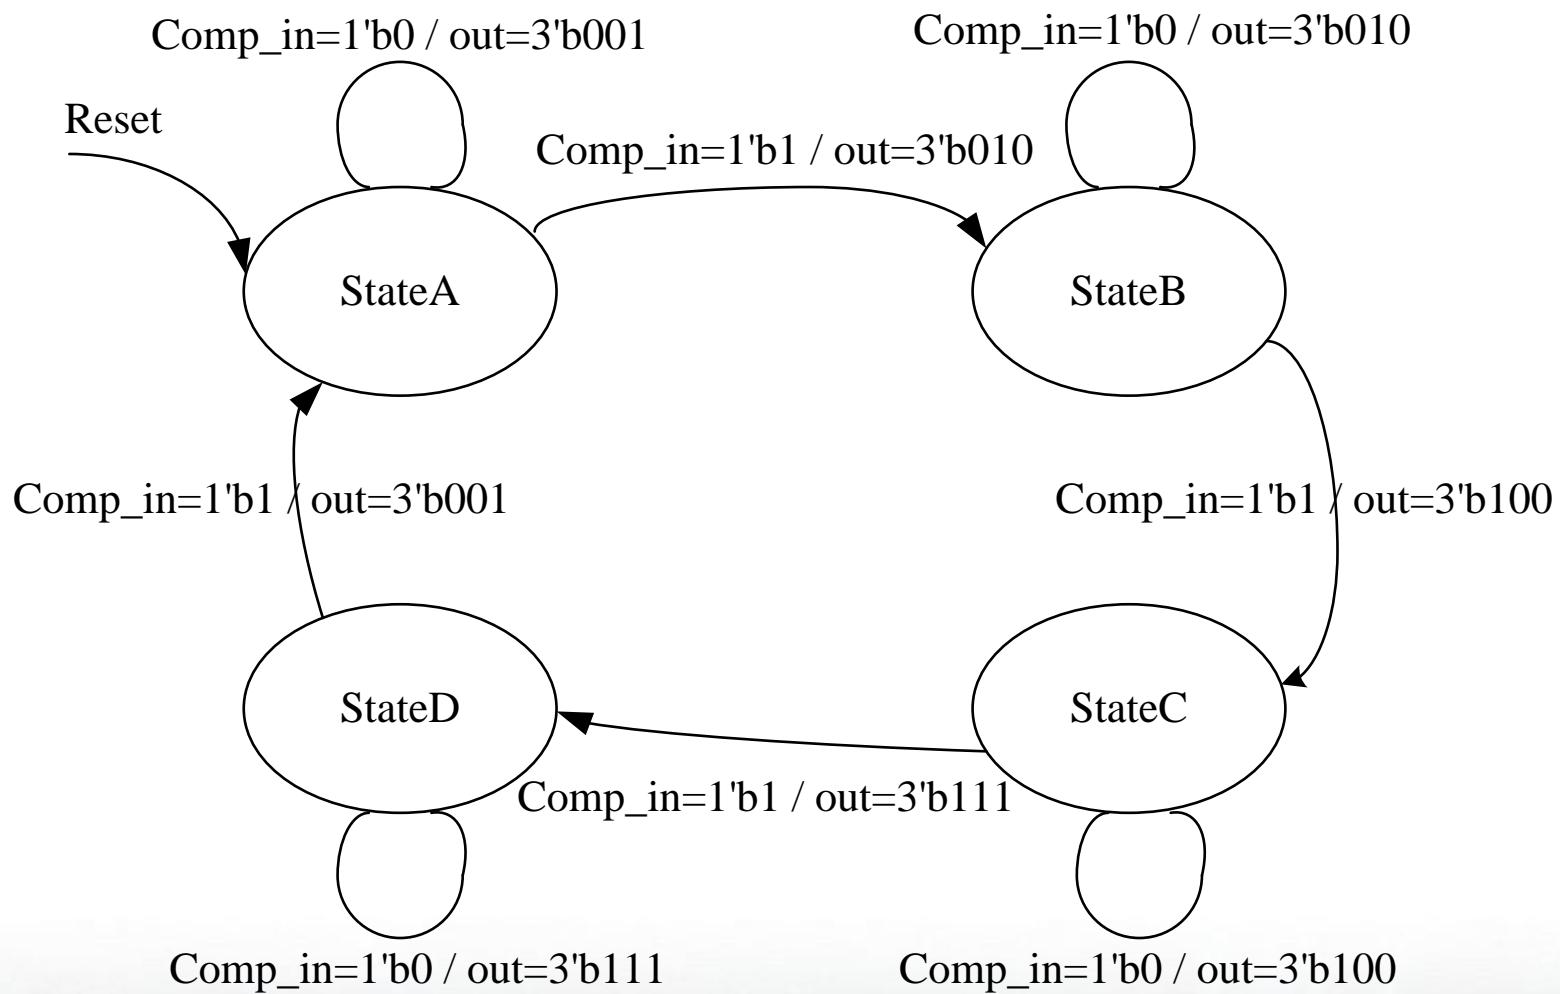 Comp_in=1'b0 / out=3'b001
Comp_in=1'b0 / out=3'b010
Reset
Comp_in=1'b1 / out=3'b010
StateA
StateB
Comp_in=1'b1 / out=3'b001
Comp_in=1'b1 / out=3'b100
StateD
StateC
Comp_in=1'b1 / out=3'b111
Comp_in=1'b0 / out=3'b111
Comp_in=1'b0 / out=3'b100